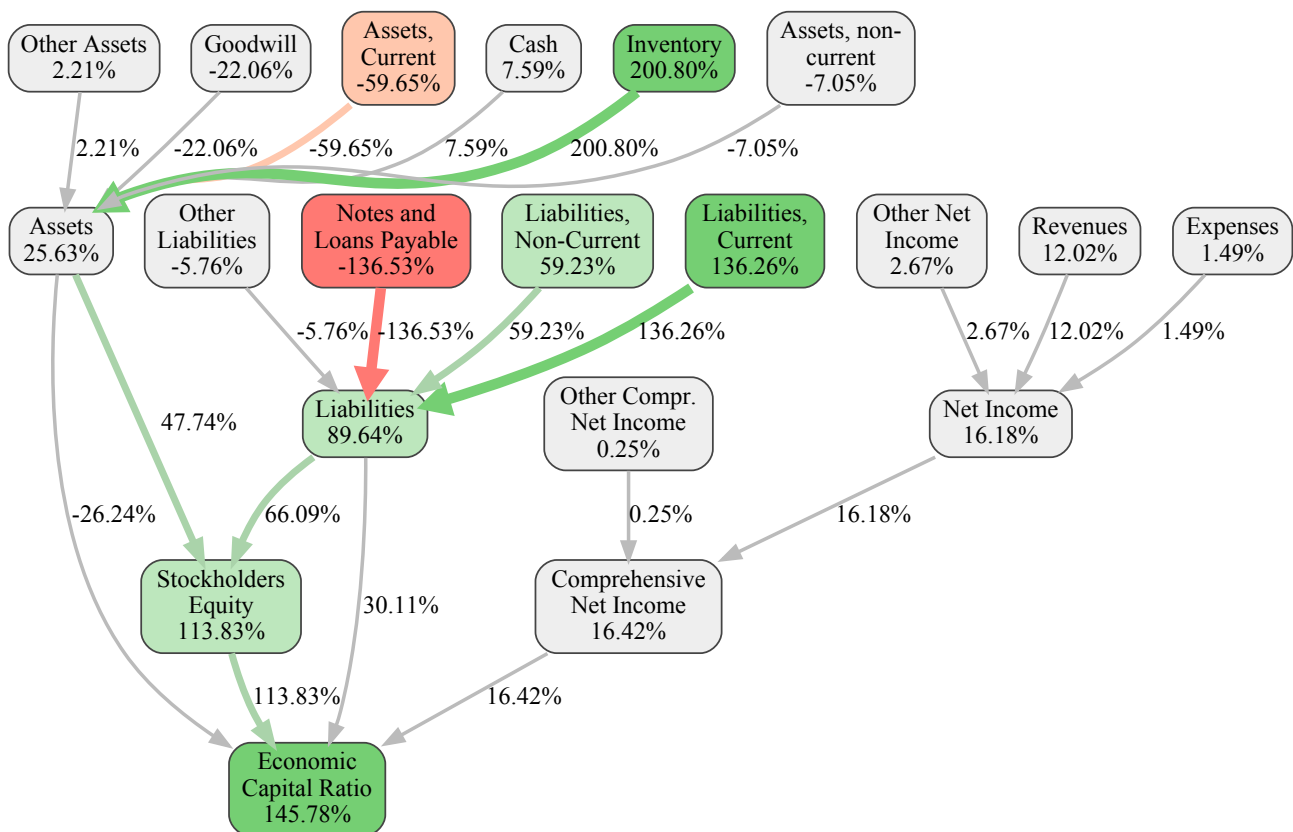 Other Assets
2.21%
Goodwill
-22.06%
Assets,
Current
-59.65%
Cash
7.59%
Inventory
200.80%
Assets, non-
current
-7.05%
2.21%
-22.06%
-59.65%
7.59%
200.80%
-7.05%
Assets
25.63%
Other
Liabilities
-5.76%
Notes and
Loans Payable
-136.53%
Liabilities,
Non-Current
59.23%
Liabilities,
Current
136.26%
Other Net
Income
2.67%
Revenues
12.02%
Expenses
1.49%
-5.76%
-136.53%
59.23%
136.26%
2.67%
12.02%
1.49%
47.74%
Liabilities
89.64%
Other Compr.
Net Income
0.25%
Net Income
16.18%
-26.24%
66.09%
0.25%
16.18%
Stockholders
Equity
113.83%
30.11%
Comprehensive
Net Income
16.42%
113.83%
16.42%
Economic
Capital Ratio
145.78%